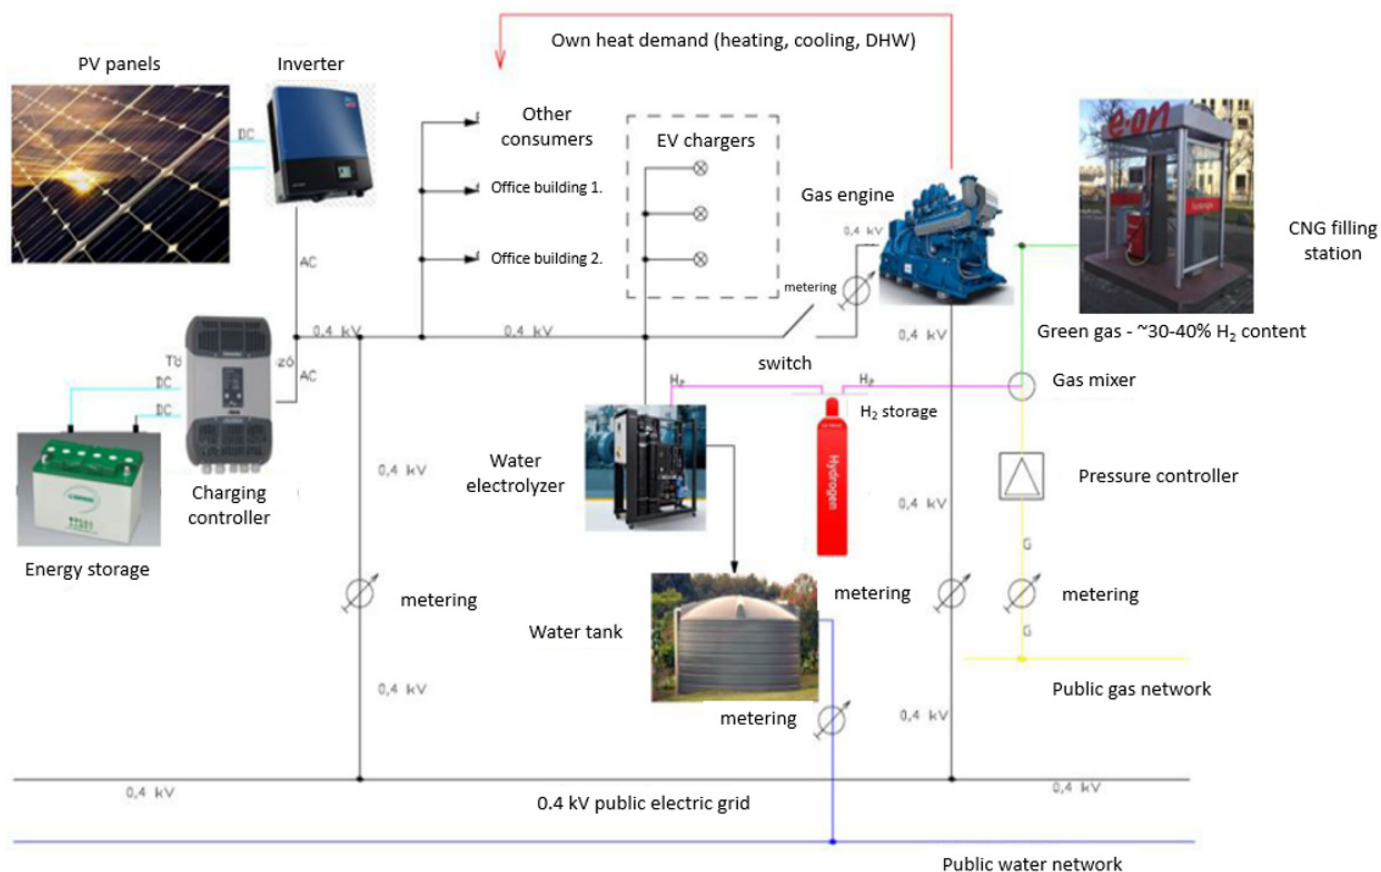 Own heat demand (heating, cooling, DHW)
PV panels
Inverter
DC
Other
consumers
EV chargers
Office building 1.
Office building 2.
Gas engine
0,4 kV
metering
e·on
CNG filling
station
AC
0,4 kV
0,4 kV
0,4 kV
Green gas - ~30-40% H₂ content
switch
AC
DC
DC
H₂
H₂
Gas mixer
H₂ storage
Hydrogen
Water
electrolyzer
Pressure controller
0,4 kV
0,4 kV
Charging
controller
G
Energy storage
metering
metering
metering
Water tank
G
0,4 kV
Public gas network
metering
0,4 kV
0,4 kV
0.4 kV public electric grid
0,4 kV
Public water network